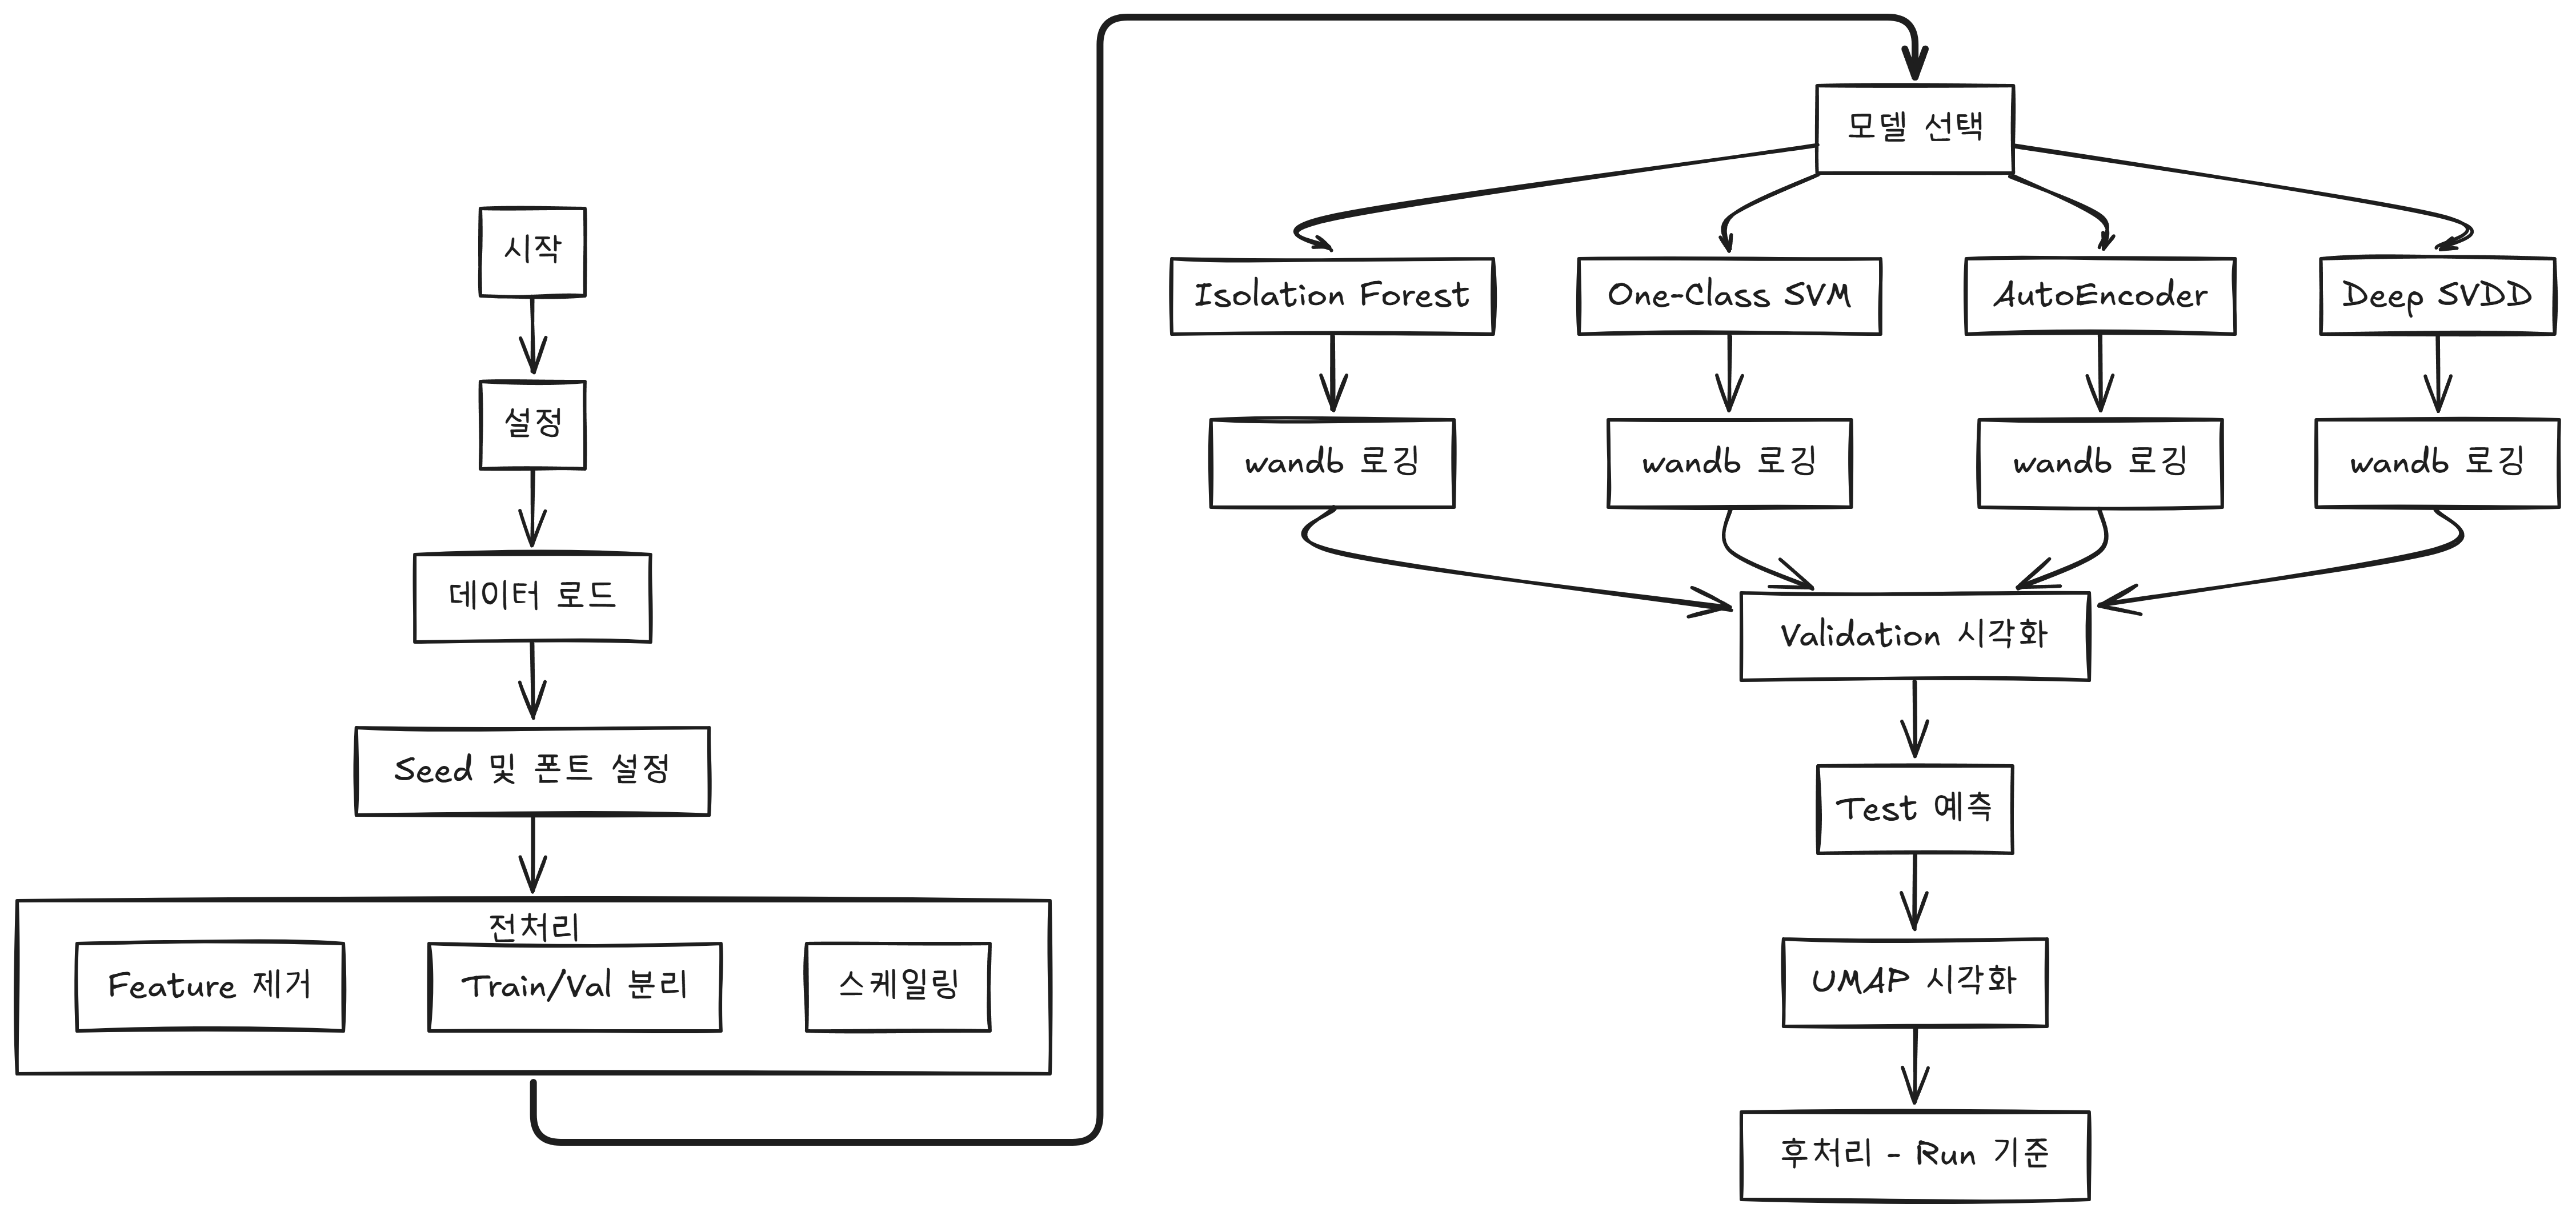 시작
설정
데이터 로드
Seed 및 폰트 설정
전처리
Feature 제거
Train/Val 분리
스케일링
모델 선택
Isolation Forest
One-Class SVM
AutoEncoder
Deep SVDD
wandb 로깅
wandb 로깅
wandb 로깅
wandb 로깅
Validation 시각화
Test 예측
UMAP 시각화
후처리 - Run 기준